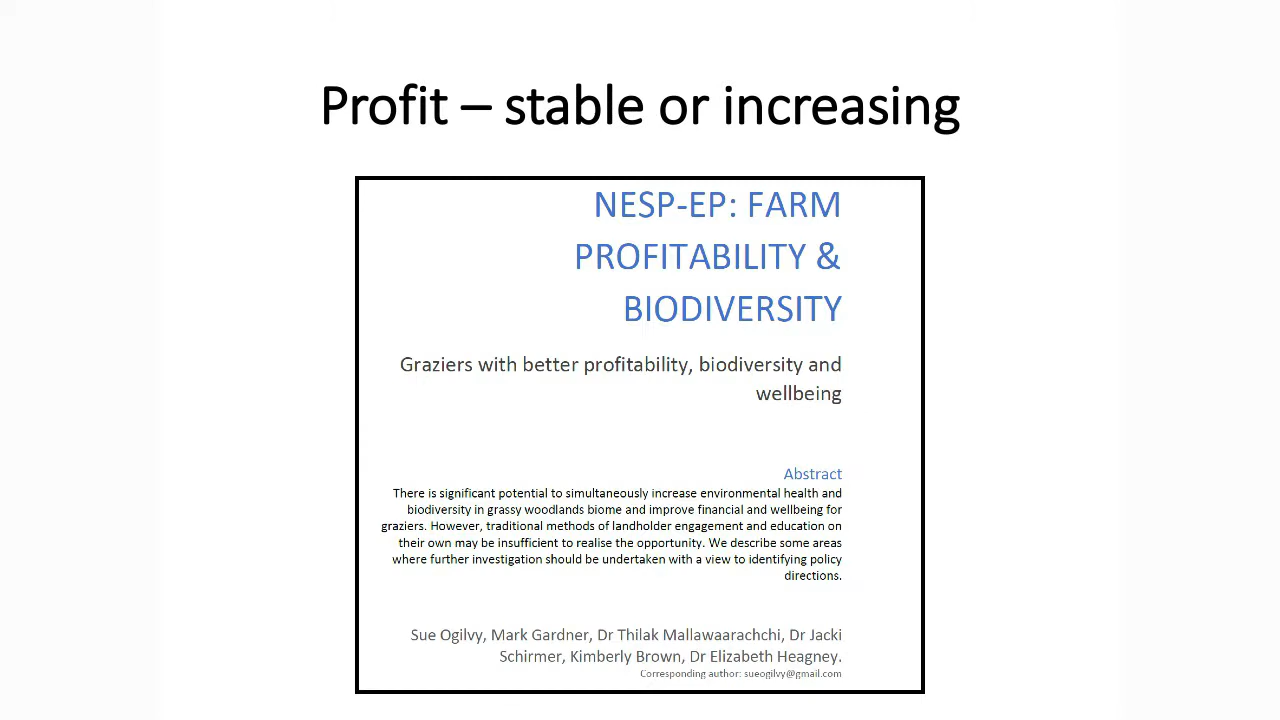 Profit – stable or increasing
NESP-EP: FARM
PROFITABILITY &
BIODIVERSITY
Graziers with better profitability, biodiversity and
wellbeing
Abstract
There is significant potential to simultaneously increase environmental health and
biodiversity in grassy woodlands biome and improve financial and wellbeing for
graziers. However, traditional methods of landholder engagement and education on
their own may be insufficient to realise the opportunity. We describe some areas
where further investigation should be undertaken with a view to identifying policy
directions.
Sue Ogilvy, Mark Gardner, Dr Thilak Mallawaarachchi, Dr Jacki
Schirmer, Kimberly Brown, Dr Elizabeth Heagney.
Corresponding author: sueogilvy@gmail.com